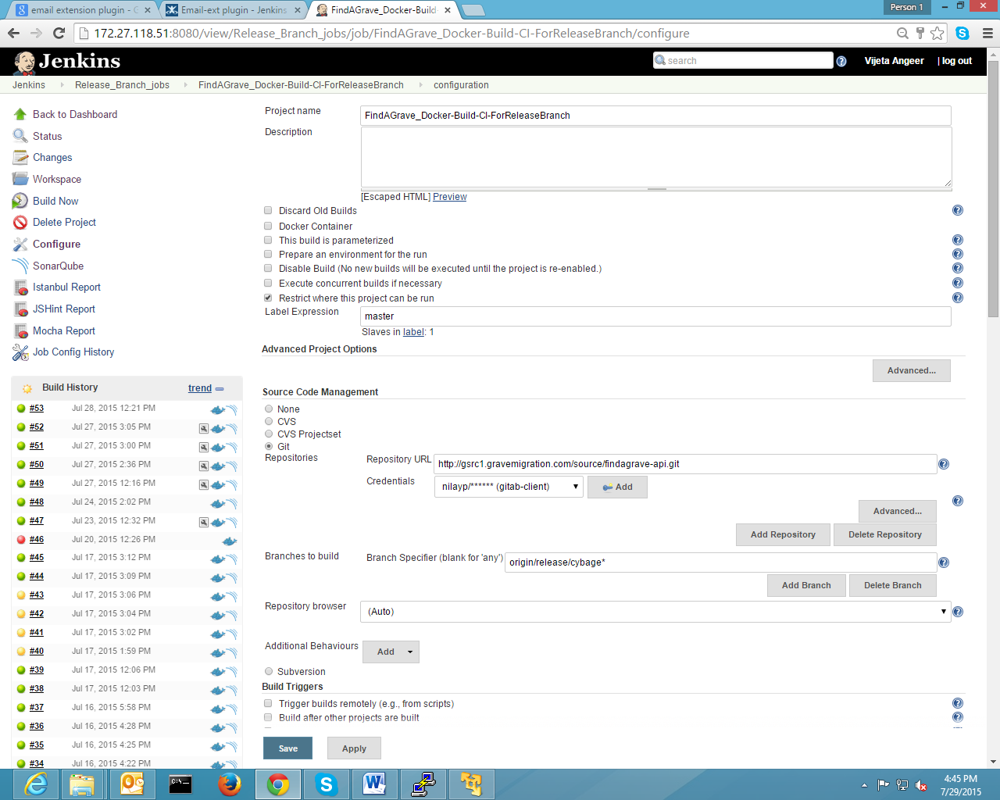 email extension plugin - G
Email-ext plugin - Jenkins
FindAGrave_Docker-Build-
Person 1
172.27.118.51:8080/view/Release_Branch_jobs/job/FindAGrave_Docker-Build-CI-ForReleaseBranch/configure
Jenkins
search
Vijeta Angeer
| log out
Jenkins
Release_Branch_jobs
FindAGrave_Docker-Build-CI-ForReleaseBranch
configuration
Back to Dashboard
Status
Changes
Workspace
Build Now
Delete Project
Configure
SonarQube
Istanbul Report
JSHint Report
Mocha Report
Job Config History
Build History trend
#53 Jul 28, 2015 12:21 PM
#52 Jul 27, 2015 3:05 PM
#51 Jul 27, 2015 3:00 PM
#50 Jul 27, 2015 2:36 PM
#49 Jul 27, 2015 12:16 PM
#48 Jul 24, 2015 2:02 PM
#47 Jul 23, 2015 12:32 PM
#46 Jul 20, 2015 12:26 PM
#45 Jul 17, 2015 3:12 PM
#44 Jul 17, 2015 3:09 PM
#43 Jul 17, 2015 3:06 PM
#42 Jul 17, 2015 3:04 PM
#41 Jul 17, 2015 3:02 PM
#40 Jul 17, 2015 1:59 PM
#39 Jul 17, 2015 12:06 PM
#38 Jul 17, 2015 12:03 PM
#37 Jul 16, 2015 5:58 PM
#36 Jul 16, 2015 4:28 PM
#35 Jul 16, 2015 4:25 PM
#34 Jul 16, 2015 4:22 PM
Project name FindAGrave_Docker-Build-CI-ForReleaseBranch
Description
[Escaped HTML] Preview
Discard Old Builds
Docker Container
This build is parameterized
Prepare an environment for the run
Disable Build (No new builds will be executed until the project is re-enabled.)
Execute concurrent builds if necessary
Restrict where this project can be run
Label Expression master
Slaves in label: 1
Advanced Project Options
Advanced...
Source Code Management
None
CVS
CVS Projectset
Git
Repositories Repository URL http://gsrc1.gravemigration.com/source/findagrave-api.git
Credentials nilayp/****** (gitab-client) Add
Advanced...
Add Repository Delete Repository
Branches to build Branch Specifier (blank for 'any') origin/release/cybage*
Add Branch Delete Branch
Repository browser (Auto)
Additional Behaviours Add
Subversion
Build Triggers
Trigger builds remotely (e.g., from scripts)
Build after other projects are built
Save Apply
4:45 PM
7/29/2015